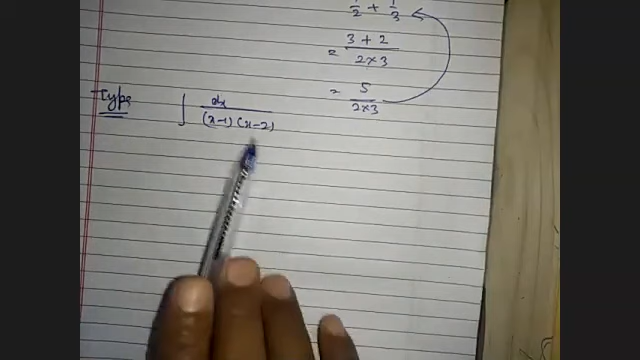 1/2 + 1/3
= 3 + 2 / 2×3
= 5 / 2×3
Type ∫ dx / (x-1)(x-2)